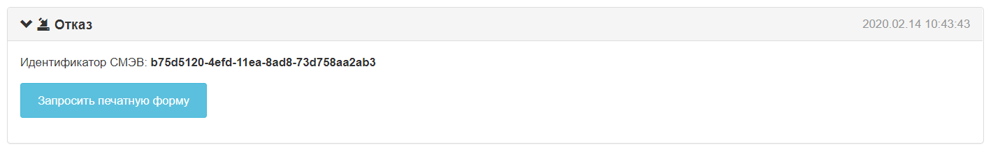 Отказ 2020.02.14 10:43:43
Идентификатор СМЭВ: b75d5120-4efd-11ea-8ad8-73d758aa2ab3
Запросить печатную форму